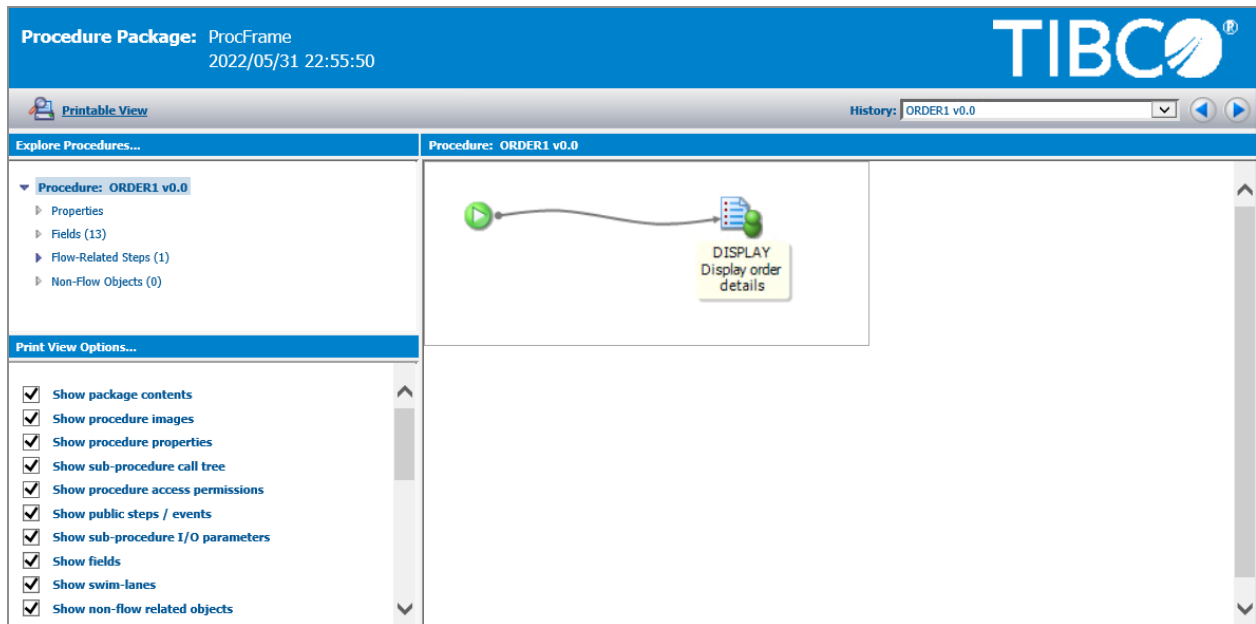 Procedure Package: ProcFrame
2022/05/31 22:55:50
TIBCO®
Printable View
History: ORDER1 v0.0
Explore Procedures...
Procedure: ORDER1 v0.0
Properties
Fields (13)
Flow-Related Steps (1)
Non-Flow Objects (0)
Print View Options...
Show package contents
Show procedure images
Show procedure properties
Show sub-procedure call tree
Show procedure access permissions
Show public steps / events
Show sub-procedure I/O parameters
Show fields
Show swim-lanes
Show non-flow related objects
Procedure: ORDER1 v0.0
DISPLAY
Display order
details